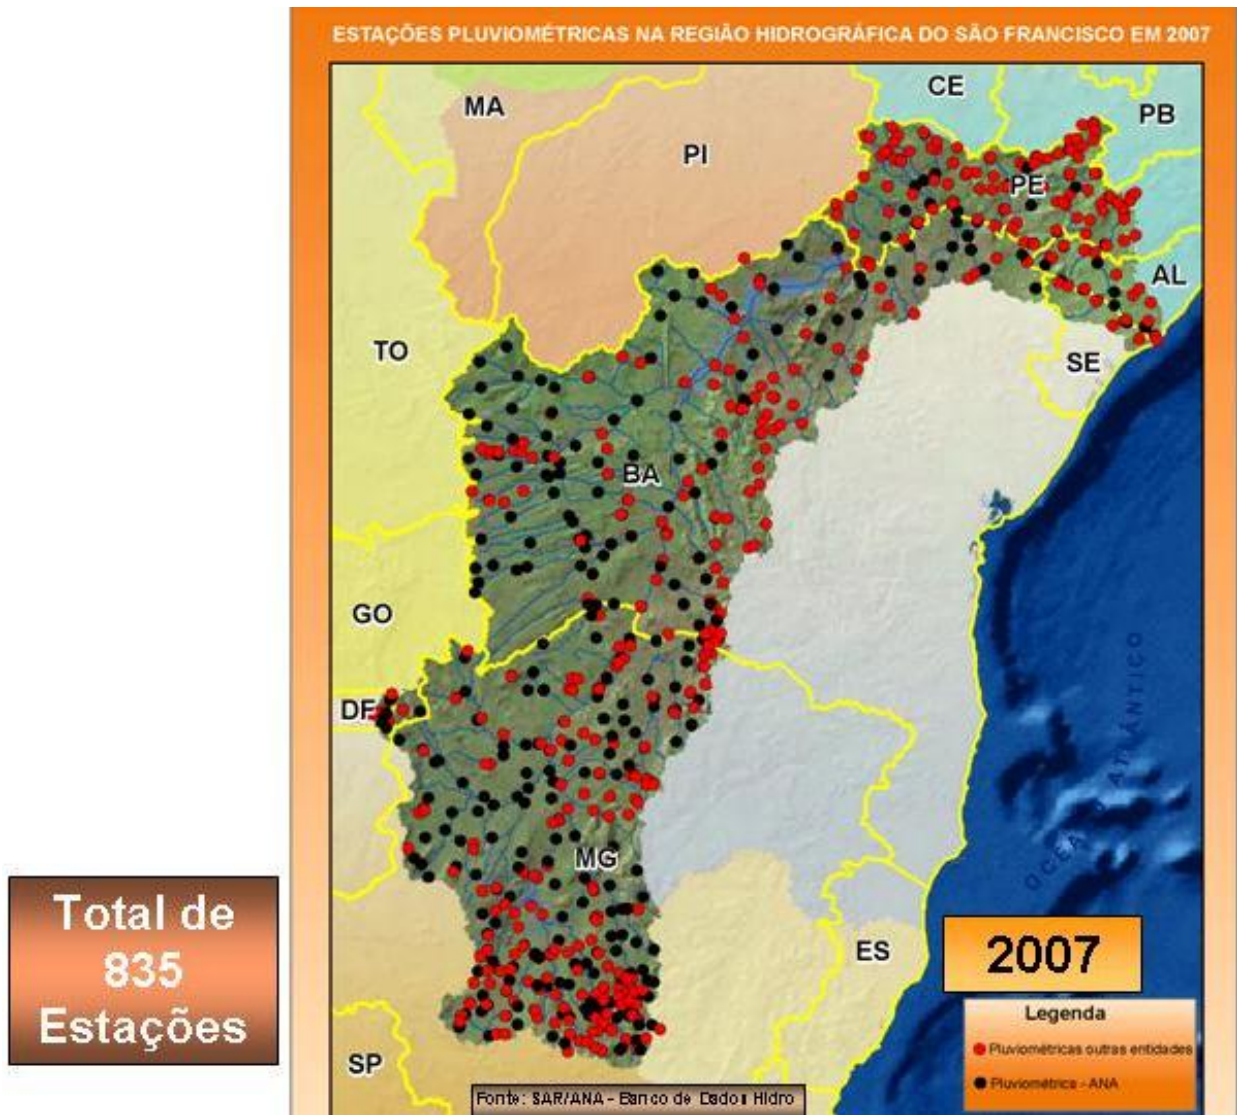 ESTAÇÕES PLUVIOMÉTRICAS NA REGIÃO HIDROGRÁFICA DO SÃO FRANCISCO EM 2007
CE
MA
PB
PI
PE
AL
TO
SE
BA
GO
DF
OCEANO ATLÂNTICO
MG
Total de
835
Estações
ES
2007
Legenda
Pluviométricas outras entidades
Pluviométrica - ANA
SP
Fonte: SAR/ANA - Banco de Dados Hidro